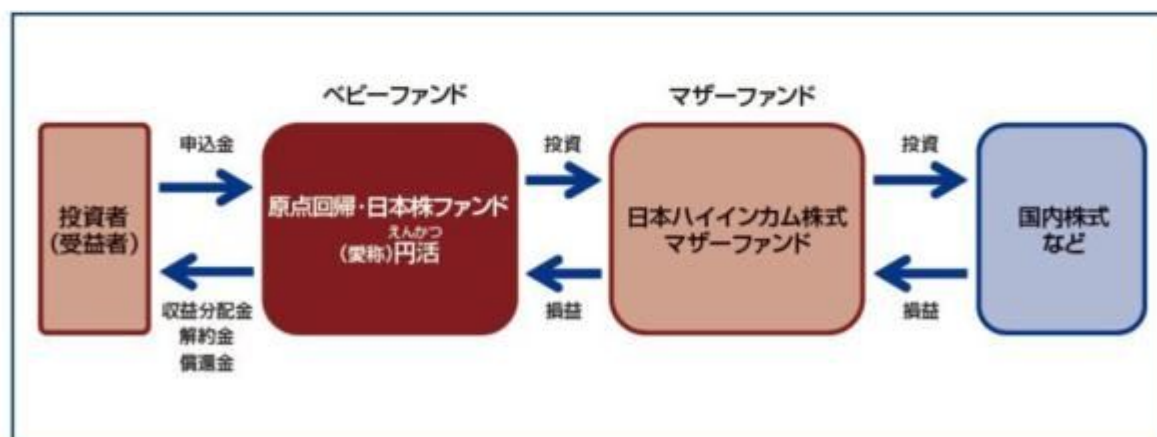 ベビーファンド
マザーファンド
投資者
(受益者)
申込金
収益分配金
解約金
償還金
原点回帰・日本株ファンド
えんかつ
(愛称)円活
投資
損益
日本ハイインカム株式
マザーファンド
投資
損益
国内株式
など